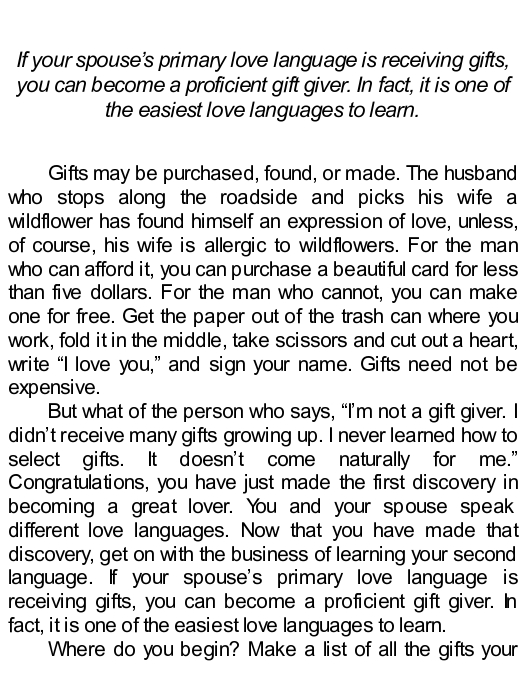 If your spouse’s primary love language is receiving gifts,
you can become a proficient gift giver. In fact, it is one of
the easiest love languages to learn.
Gifts may be purchased, found, or made. The husband
who stops along the roadside and picks his wife a
wildflower has found himself an expression of love, unless,
of course, his wife is allergic to wildflowers. For the man
who can afford it, you can purchase a beautiful card for less
than five dollars. For the man who cannot, you can make
one for free. Get the paper out of the trash can where you
work, fold it in the middle, take scissors and cut out a heart,
write “I love you,” and sign your name. Gifts need not be
expensive.
But what of the person who says, “I’m not a gift giver. I
didn’t receive many gifts growing up. I never learned how to
select gifts. It doesn’t come naturally for me.”
Congratulations, you have just made the first discovery in
becoming a great lover. You and your spouse speak
different love languages. Now that you have made that
discovery, get on with the business of learning your second
language. If your spouse’s primary love language is
receiving gifts, you can become a proficient gift giver. In
fact, it is one of the easiest love languages to learn.
Where do you begin? Make a list of all the gifts your